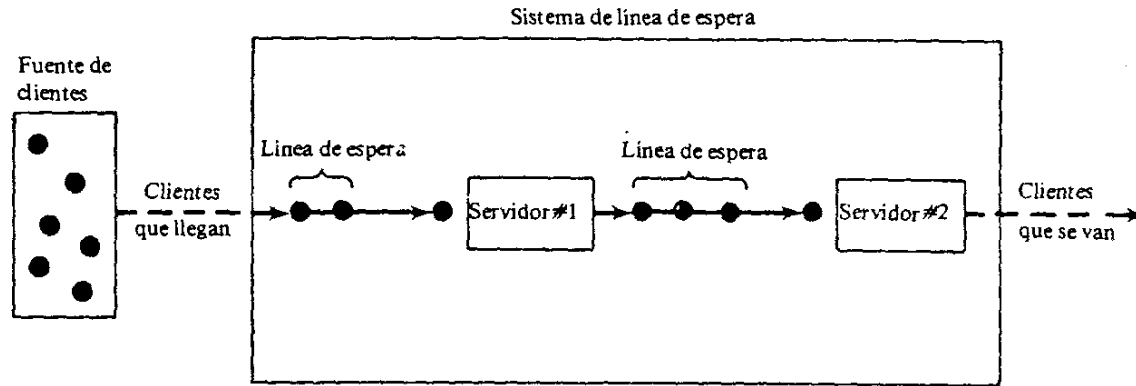 Sistema de línea de espera
Fuente de
clientes
Línea de espera
Línea de espera
Clientes
que llegan
Servidor #1
Servidor #2
Clientes
que se van